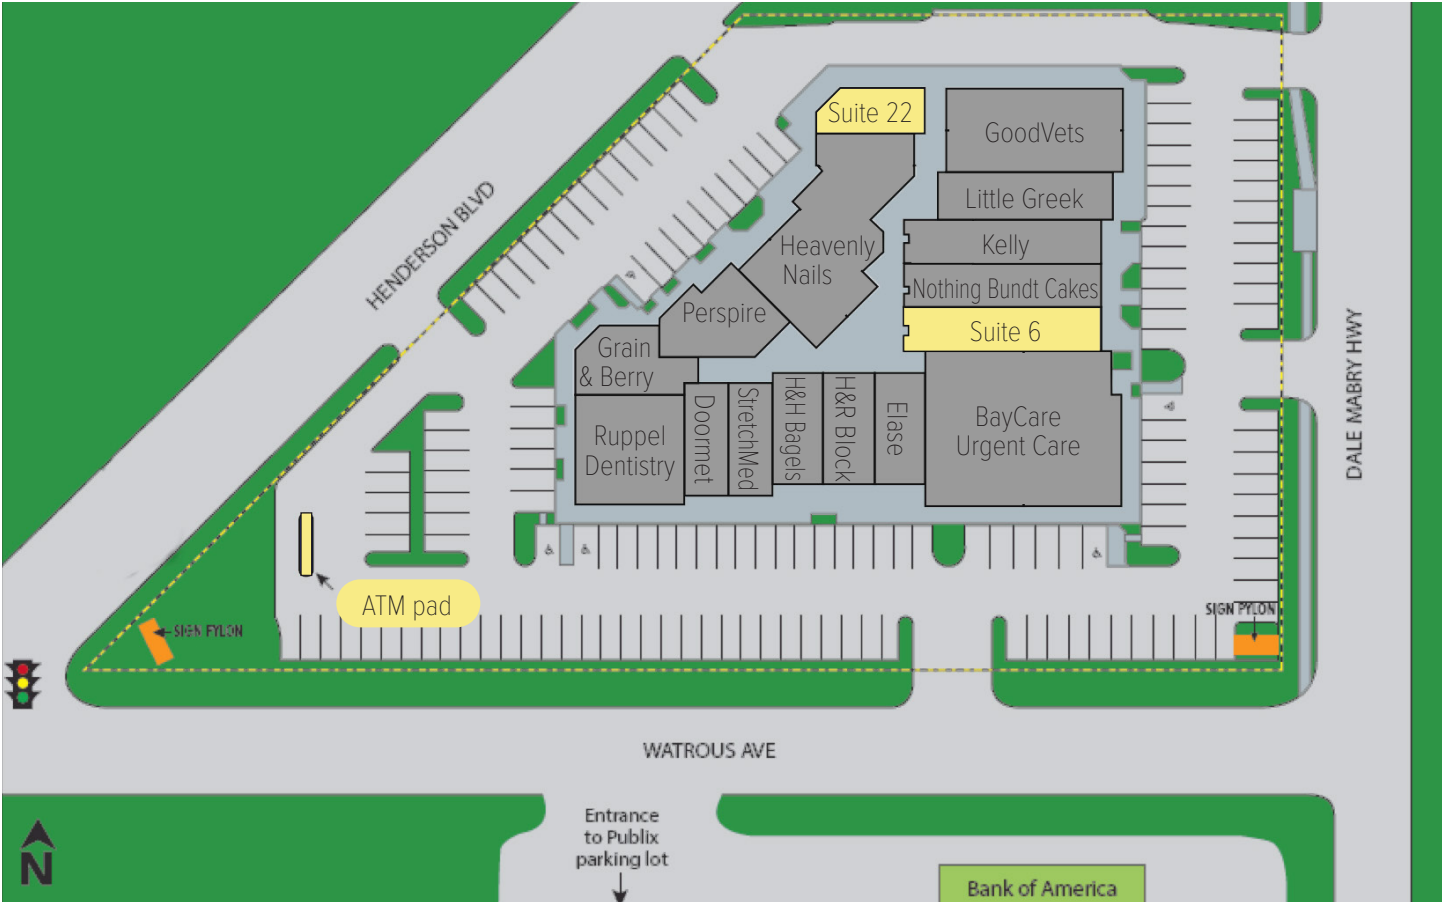 Suite 22
GoodVets
Little Greek
HENDERSON BLVD
Heavenly
Nails
Kelly
Nothing Bundt Cakes
Perspire
Suite 6
Grain
& Berry
DALE MABRY HWY
Ruppel
Dentistry
Doormet
StretchMed
H&H Bagels
H&R Block
Elase
BayCare
Urgent Care
ATM pad
SIGN PYLON
SIGN PYLON
WATROUS AVE
Entrance
to Publix
parking lot
N
Bank of America